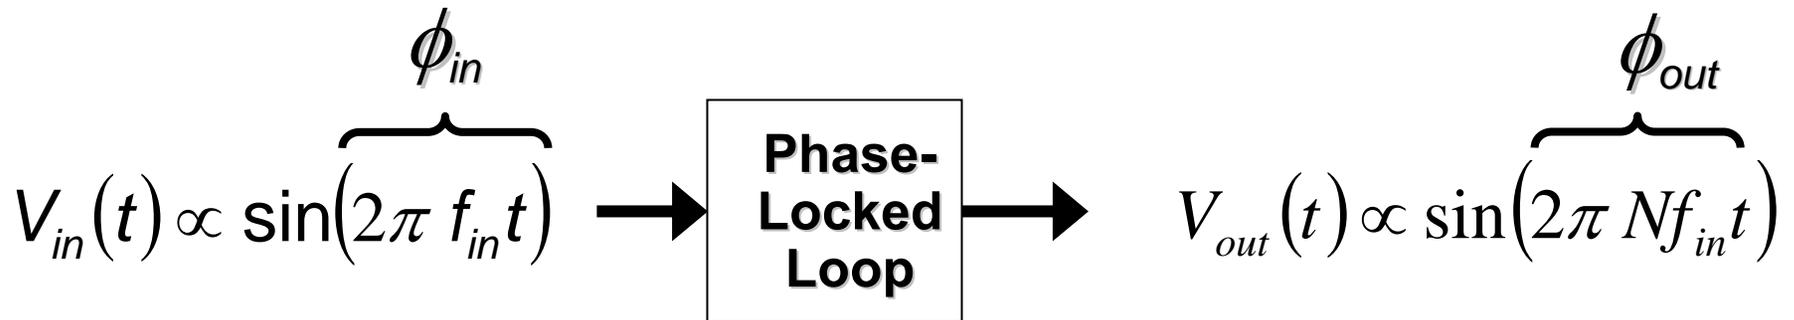 ϕin
ϕout
Vin(t) ∝ sin(2π fint)
Phase-
Locked
Loop
Vout(t) ∝ sin(2π Nfint)